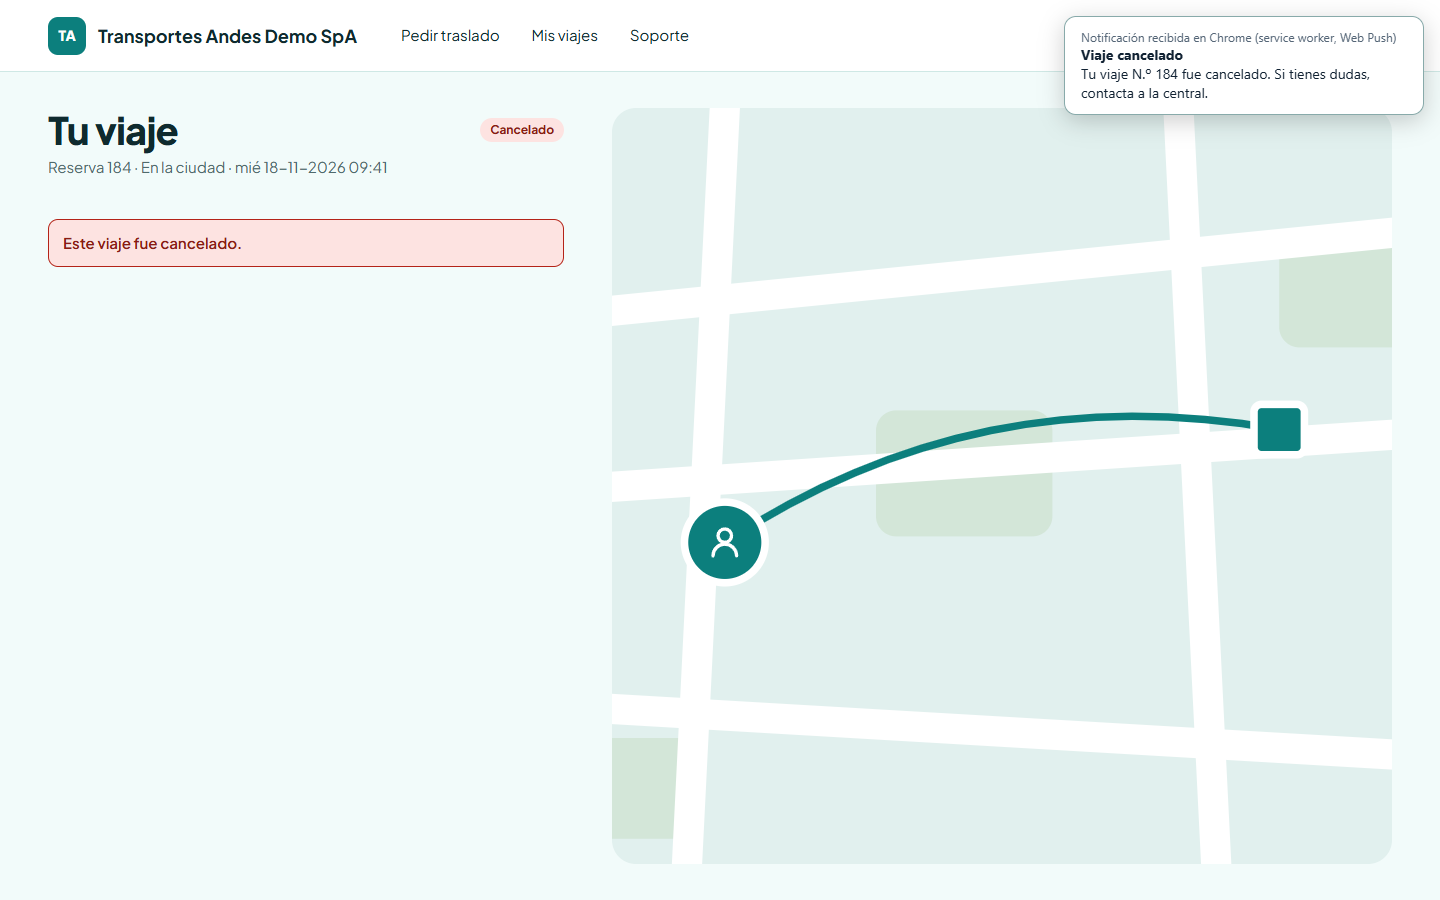 TA
Transportes Andes Demo SpA
Pedir traslado
Mis viajes
Soporte
Notificación recibida en Chrome (service worker, Web Push)
Viaje cancelado
Tu viaje N.º 184 fue cancelado. Si tienes dudas,
contacta a la central.
Tu viaje
Cancelado
Reserva 184 · En la ciudad · mié 18-11-2026 09:41
Este viaje fue cancelado.